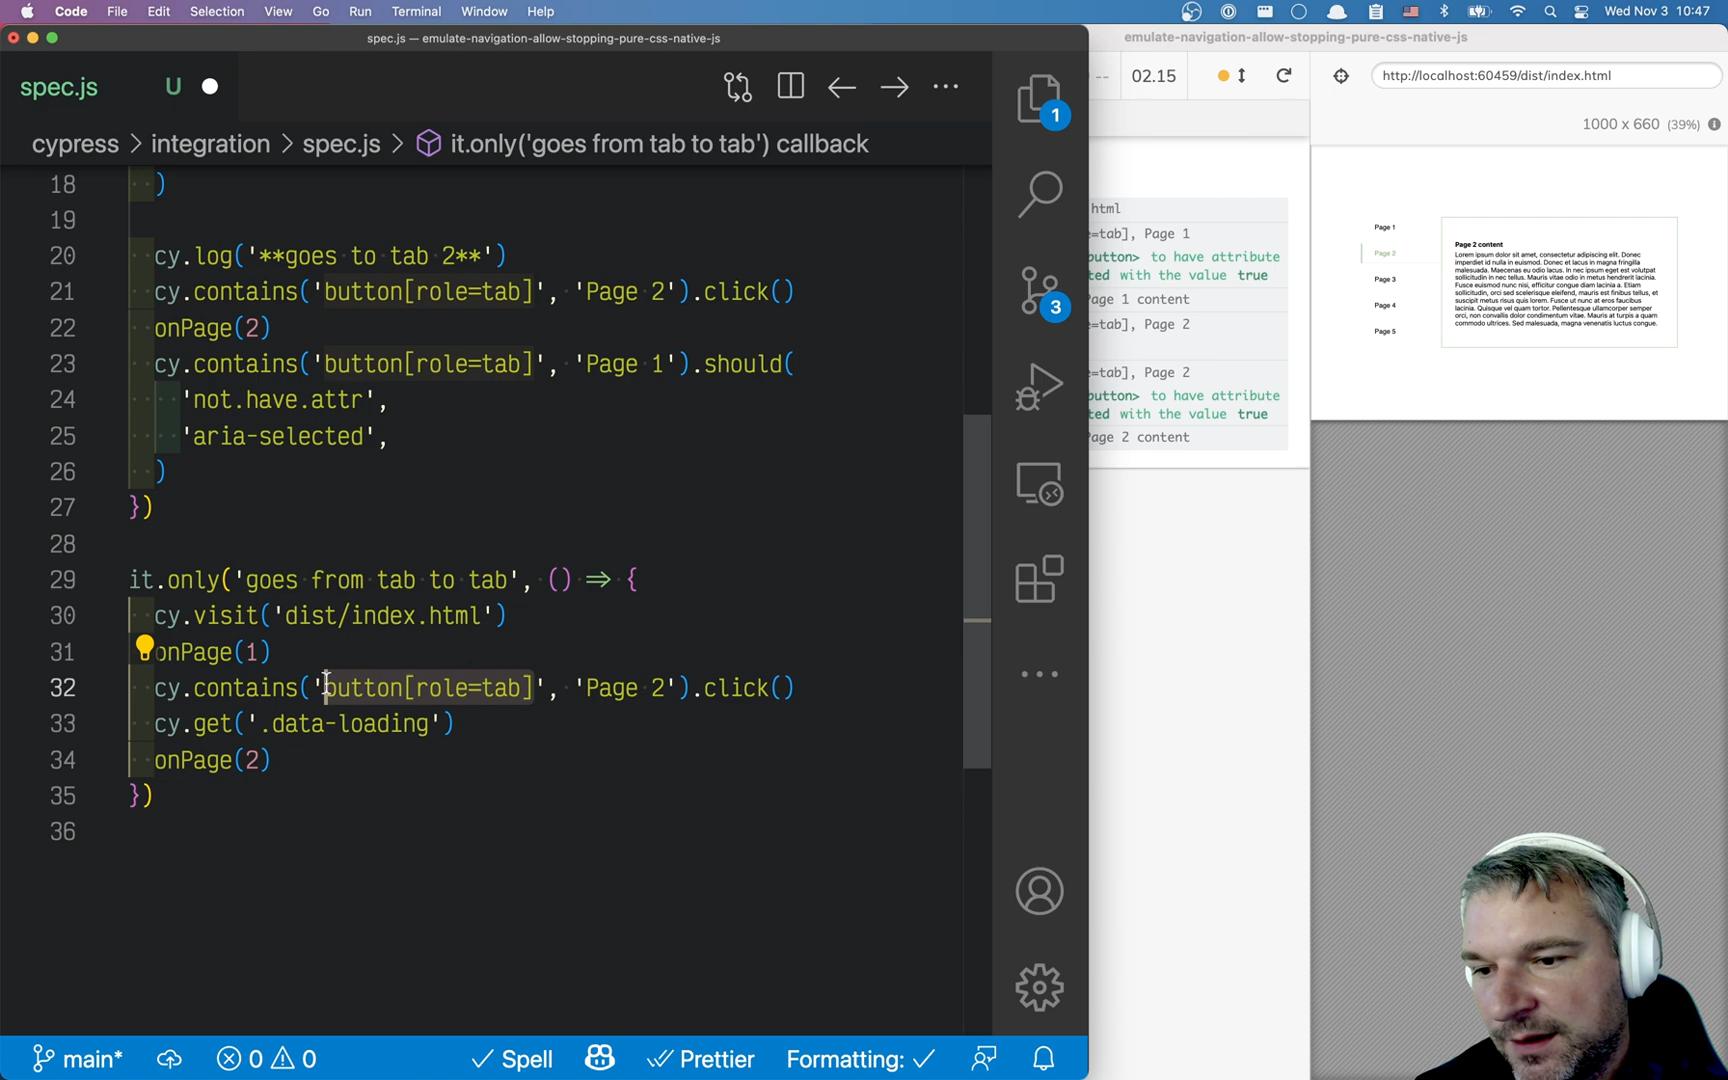 Code File Edit Selection View Go Run Terminal Window Help Wed Nov 3 10:47
spec.js — emulate-navigation-allow-stopping-pure-css-native-js
emulate-navigation-allow-stopping-pure-css-native-js
spec.js U
-- 02.15 http://localhost:60459/dist/index.html
1000 x 660 (39%)
cypress > integration > spec.js > it.only('goes from tab to tab') callback
18 )
19
20 cy.log('**goes to tab 2**')
21 cy.contains('button[role=tab]', 'Page 2').click()
22 onPage(2)
23 cy.contains('button[role=tab]', 'Page 1').should(
24 'not.have.attr',
25 'aria-selected',
26 )
27 })
28
29 it.only('goes from tab to tab', () => {
30 cy.visit('dist/index.html')
31 onPage(1)
32 cy.contains('button[role=tab]', 'Page 2').click()
33 cy.get('.data-loading')
34 onPage(2)
35 })
36
1
3
html
=tab], Page 1
button> to have attribute
ted with the value true
Page 1 content
=tab], Page 2
=tab], Page 2
button> to have attribute
ted with the value true
Page 2 content
Page 1
Page 2
Page 3
Page 4
Page 5
Page 2 content
Lorem ipsum dolor sit amet, consectetur adipiscing elit. Donec
imperdiet id nulla in euismod. Donec et lacus in magna fringilla
malesuada. Maecenas eu odio lacus. In nec ipsum eget est volutpat
sollicitudin in nec tellus. Mauris vitae odio in metus hendrerit lacinia.
Fusce euismod nunc nisi, efficitur congue diam lacinia a. Etiam
sollicitudin, orci sed scelerisque eleifend, mauris est finibus tellus, et
suscipit metus risus quis lorem. Fusce ut nunc at eros faucibus
lacinia. Quisque vel quam tortor. Pellentesque ullamcorper semper
orci, non convallis dolor condimentum vitae. Mauris at turpis a quam
commodo ultrices. Sed malesuada, magna venenatis luctus congue.
main* 0 0 Spell Prettier Formatting: ✓